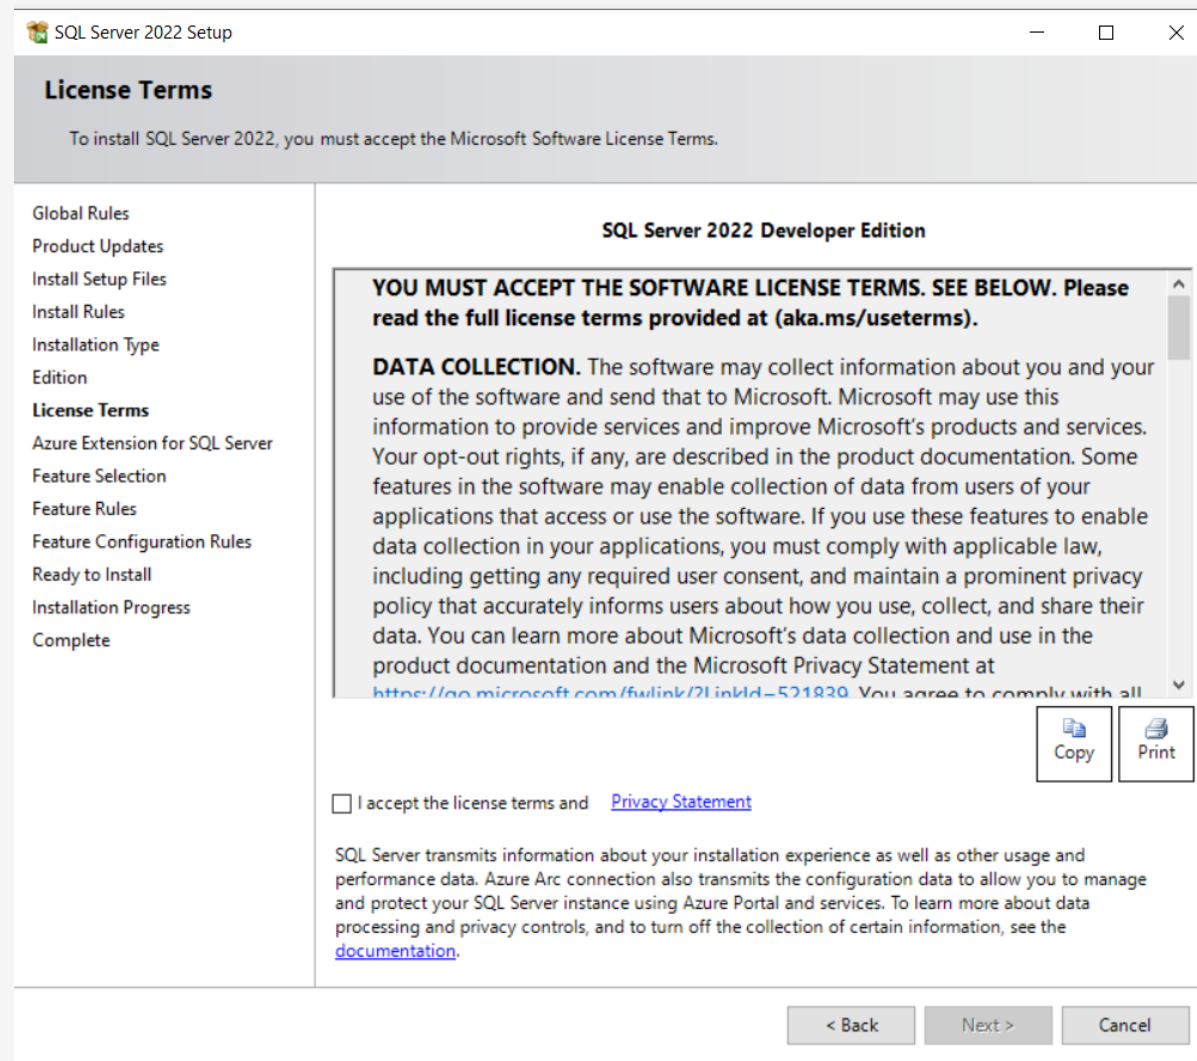 SQL Server 2022 Setup
License Terms
To install SQL Server 2022, you must accept the Microsoft Software License Terms.
Global Rules
Product Updates
Install Setup Files
Install Rules
Installation Type
Edition
License Terms
Azure Extension for SQL Server
Feature Selection
Feature Rules
Feature Configuration Rules
Ready to Install
Installation Progress
Complete
SQL Server 2022 Developer Edition
YOU MUST ACCEPT THE SOFTWARE LICENSE TERMS. SEE BELOW. Please
read the full license terms provided at (aka.ms/useterms).
DATA COLLECTION. The software may collect information about you and your
use of the software and send that to Microsoft. Microsoft may use this
information to provide services and improve Microsoft's products and services.
Your opt-out rights, if any, are described in the product documentation. Some
features in the software may enable collection of data from users of your
applications that access or use the software. If you use these features to enable
data collection in your applications, you must comply with applicable law,
including getting any required user consent, and maintain a prominent privacy
policy that accurately informs users about how you use, collect, and share their
data. You can learn more about Microsoft's data collection and use in the
product documentation and the Microsoft Privacy Statement at
https://go.microsoft.com/fwlink/?LinkId=521839. You agree to comply with all
Copy
Print
I accept the license terms and Privacy Statement
SQL Server transmits information about your installation experience as well as other usage and
performance data. Azure Arc connection also transmits the configuration data to allow you to manage
and protect your SQL Server instance using Azure Portal and services. To learn more about data
processing and privacy controls, and to turn off the collection of certain information, see the
documentation.
< Back
Next >
Cancel